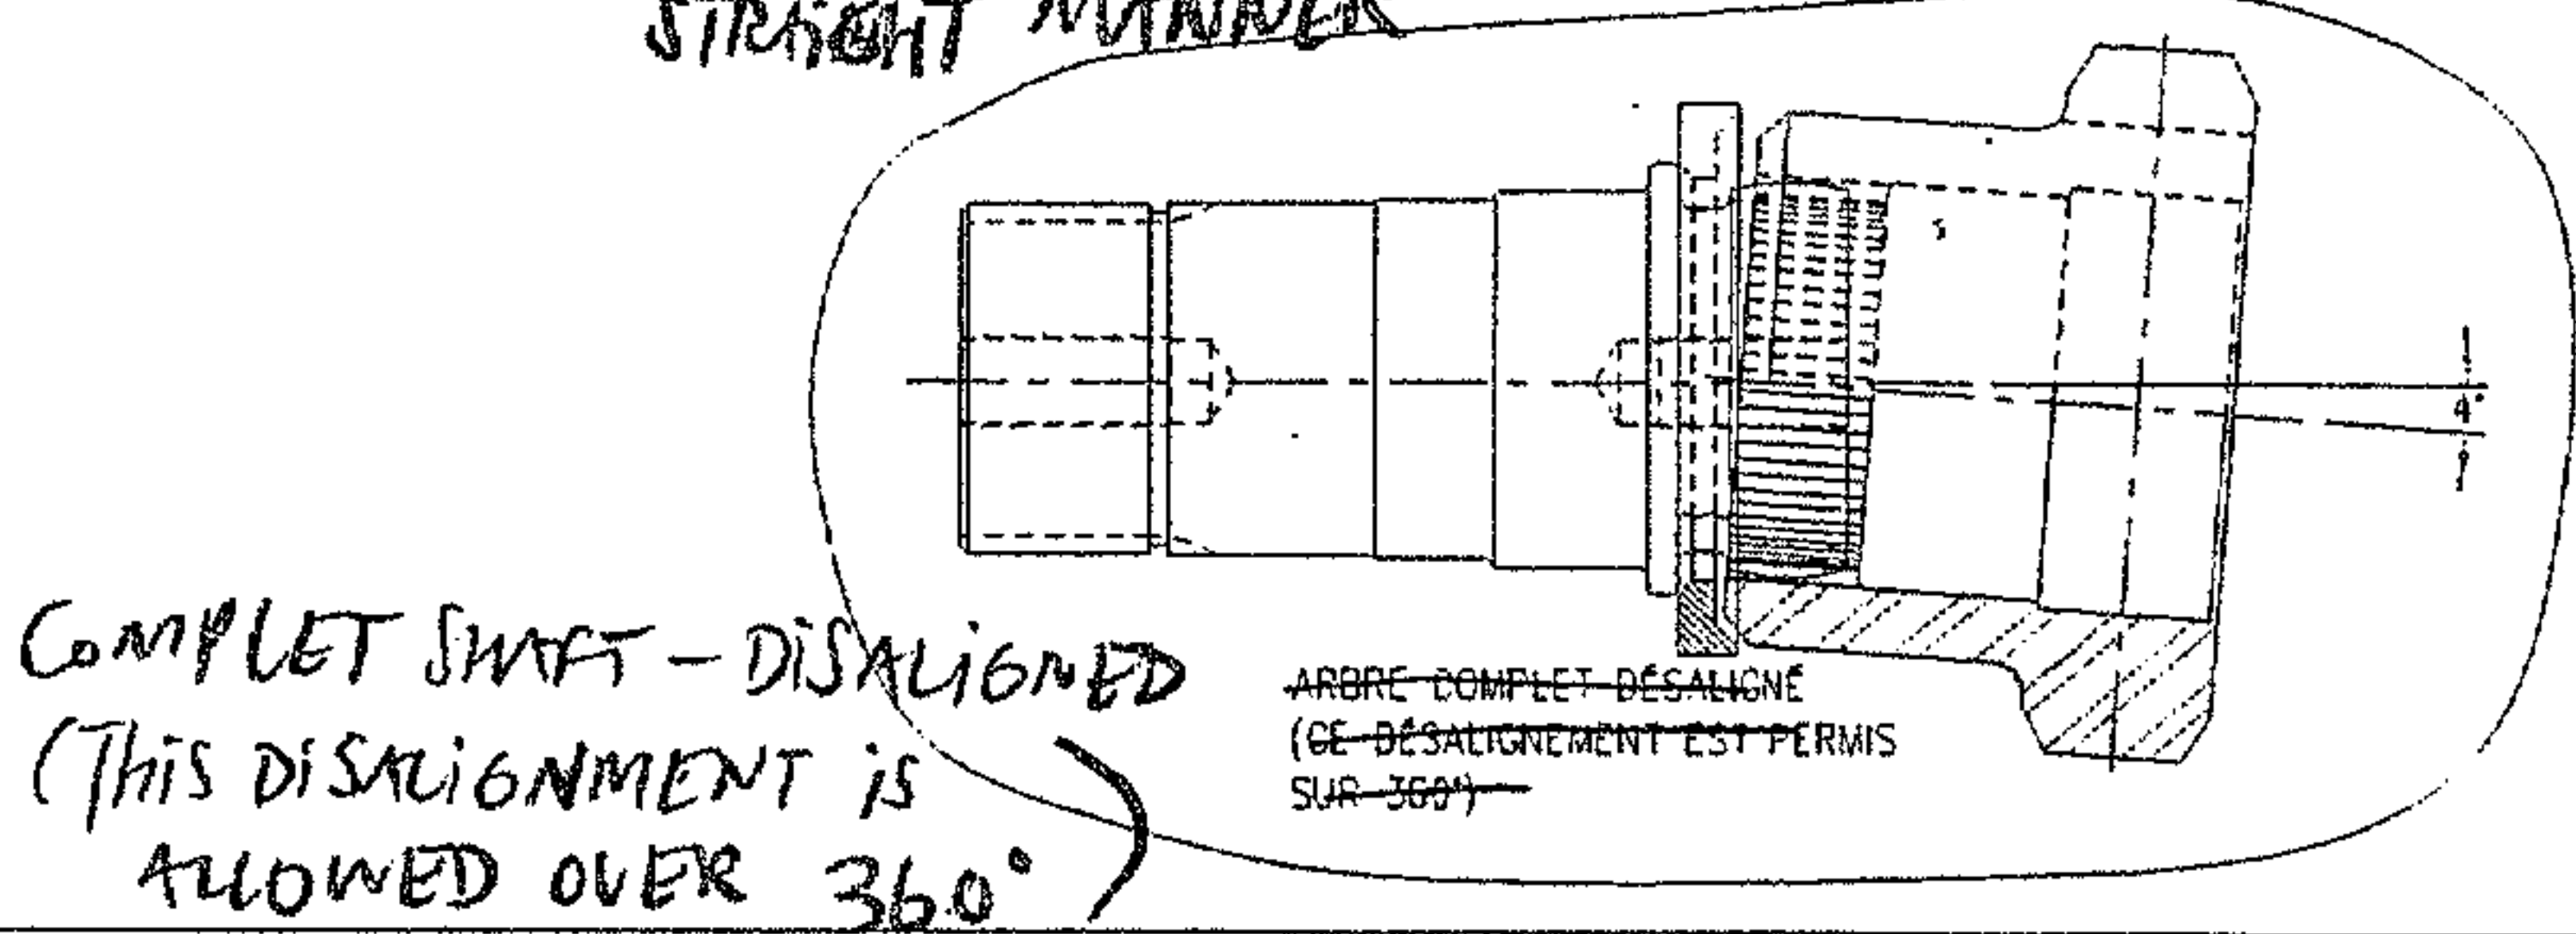 STRAIGHT MANNER
4°
COMPLET SHAFT - DISALIGNED
(THIS DISALIGNMENT is
ALLOWED OVER 360°)
ARBRE COMPLET DÉSALIGNÉ
(CE DÉSALIGNEMENT EST PERMIS
SUR 360°)